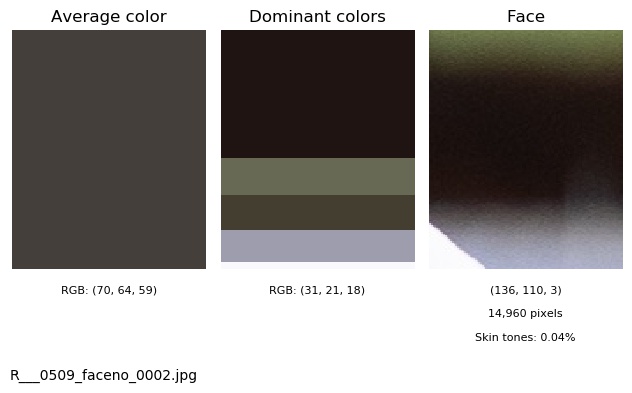 Average color
Dominant colors
Face
RGB: (70, 64, 59)
RGB: (31, 21, 18)
(136, 110, 3)
14,960 pixels
Skin tones: 0.04%
R___0509_faceno_0002.jpg